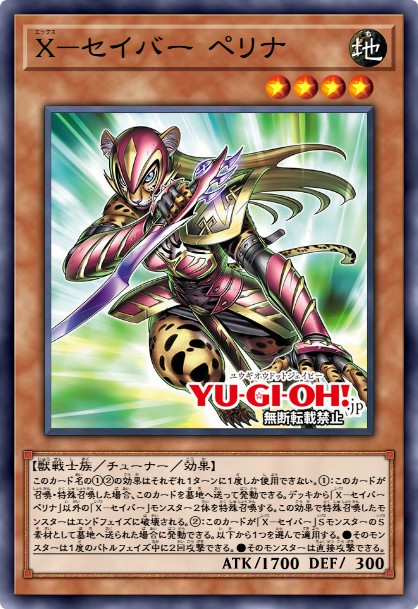 エックス
X－セイバー ペリナ
地
ユウギオウドットジェイピー
YU-GI-OH!.jp
無断転載禁止
【獣戦士族／チューナー／効果】
このカード名の①②の効果はそれぞれ1ターンに1度しか使用できない。①：このカードが
召喚・特殊召喚した場合、このカードを墓地へ送って発動できる。デッキから「X－セイバー
ペリナ」以外の「X－セイバー」モンスター2体を特殊召喚する。この効果で特殊召喚した
モンスターはエンドフェイズに破壊される。②：このカードが「X－セイバー」SモンスターのS
素材として墓地へ送られた場合に発動できる。以下から1つを選んで適用する。●その
モンスターは1度のバトルフェイズ中に2回攻撃できる。●そのモンスターは直接攻撃できる。
ATK/1700 DEF/ 300